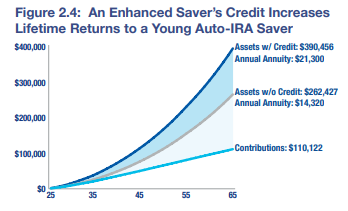 Figure 2.4: An Enhanced Saver's Credit Increases
Lifetime Returns to a Young Auto-IRA Saver
$400,000
Assets w/ Credit: $390,456
Annual Annuity: $21,300
$300,000
Assets w/o Credit: $262,427
Annual Annuity: $14,320
$200,000
$100,000
Contributions: $110,122
$0
25 35 45 55 65